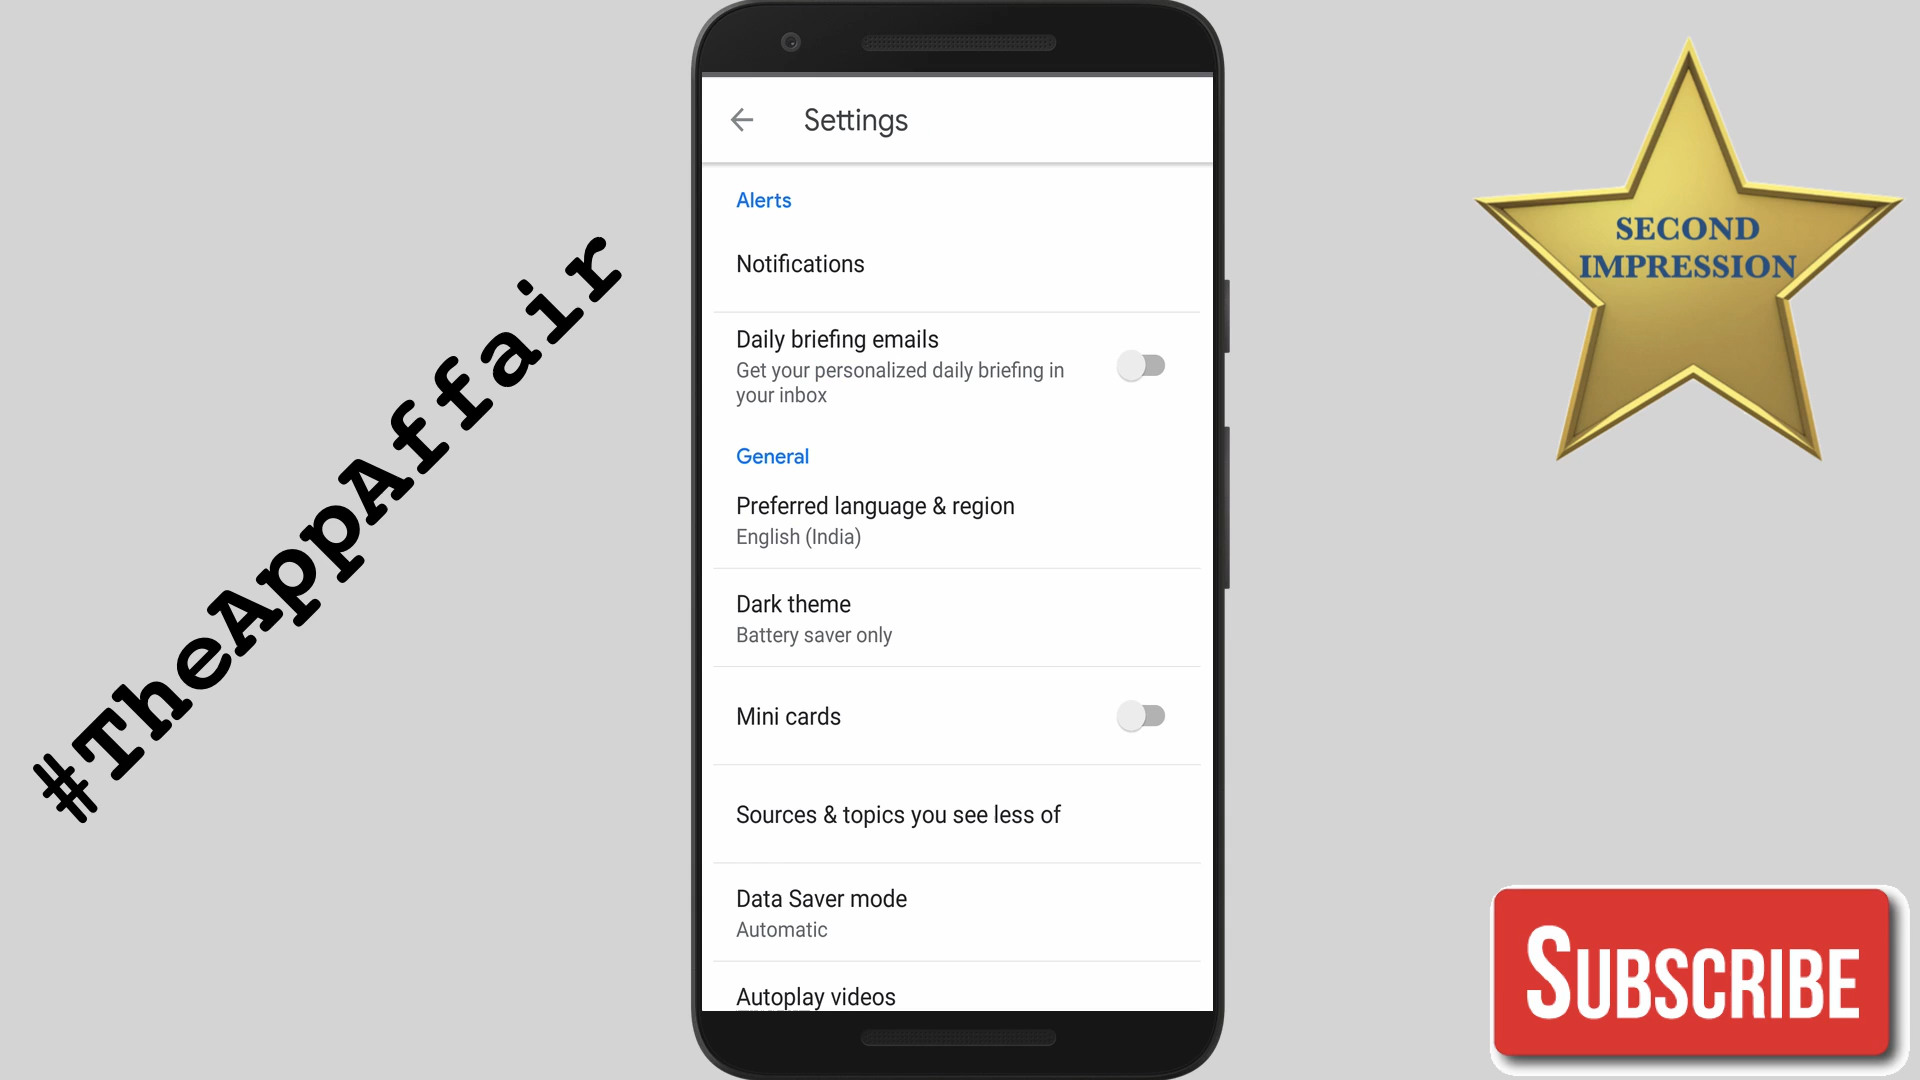 #TheAppAffair
Settings
Alerts
Notifications
Daily briefing emails
Get your personalized daily briefing in
your inbox
General
Preferred language & region
English (India)
Dark theme
Battery saver only
Mini cards
Sources & topics you see less of
Data Saver mode
Automatic
Autoplay videos
SECOND
IMPRESSION
SUBSCRIBE